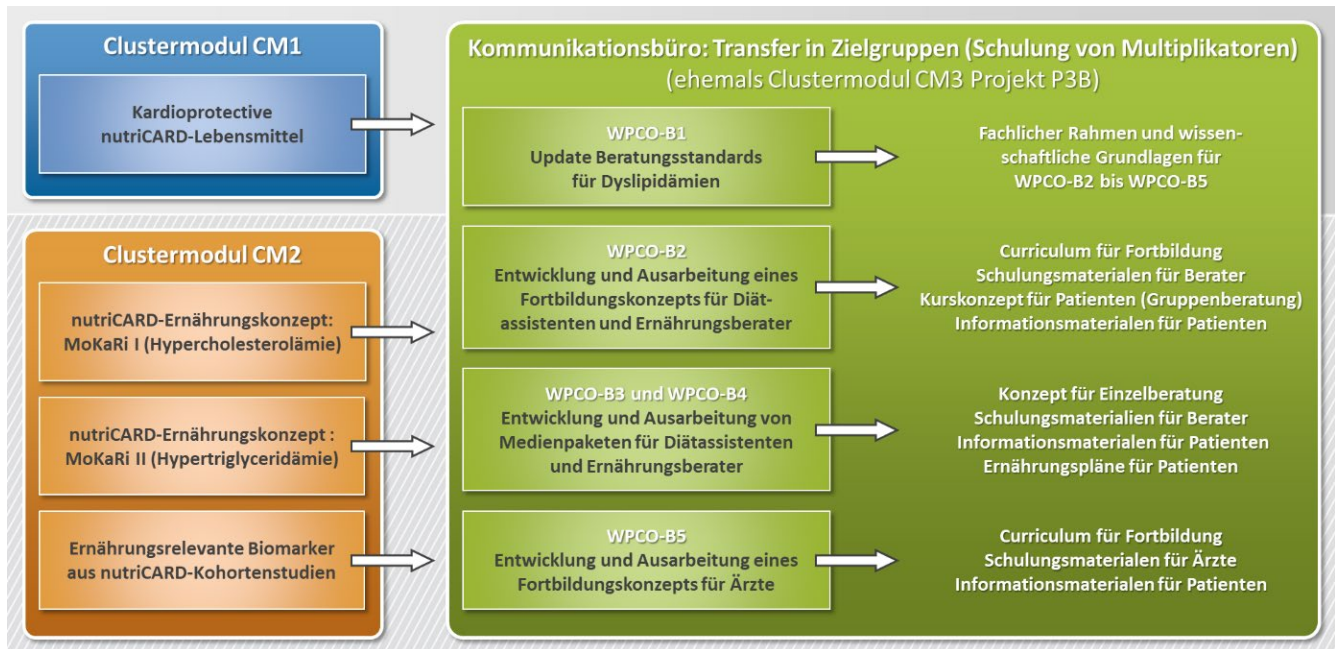 Clustermodul CM1
Kardioprotective
nutriCARD-Lebensmittel
Clustermodul CM2
nutriCARD-Ernährungskonzept:
MoKaRi I (Hypercholesterolämie)
nutriCARD-Ernährungskonzept :
MoKaRi II (Hypertriglyceridämie)
Ernährungsrelevante Biomarker
aus nutriCARD-Kohortenstudien
Kommunikationsbüro: Transfer in Zielgruppen (Schulung von Multiplikatoren)
(ehemals Clustermodul CM3 Projekt P3B)
WPCO-B1
Update Beratungsstandards
für Dyslipidämien
Fachlicher Rahmen und wissen-
schaftliche Grundlagen für
WPCO-B2 bis WPCO-B5
WPCO-B2
Entwicklung und Ausarbeitung eines
Fortbildungskonzepts für Diät-
assistenten und Ernährungsberater
Curriculum für Fortbildung
Schulungsmaterialen für Berater
Kurskonzept für Patienten (Gruppenberatung)
Informationsmaterialen für Patienten
WPCO-B3 und WPCO-B4
Entwicklung und Ausarbeitung von
Medienpaketen für Diätassistenten
und Ernährungsberater
Konzept für Einzelberatung
Schulungsmaterialien für Berater
Informationsmaterialen für Patienten
Ernährungspläne für Patienten
WPCO-B5
Entwicklung und Ausarbeitung eines
Fortbildungskonzepts für Ärzte
Curriculum für Fortbildung
Schulungsmaterialen für Ärzte
Informationsmaterialen für Patienten